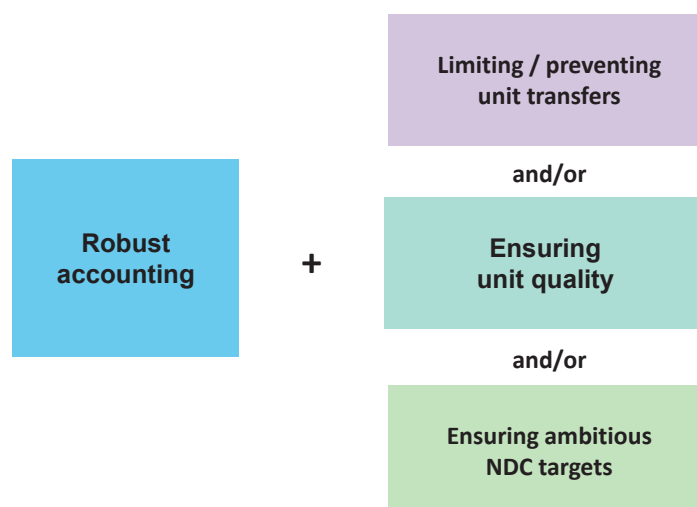 Limiting / preventing
unit transfers
and/or
Robust
accounting
+
Ensuring
unit quality
and/or
Ensuring ambitious
NDC targets